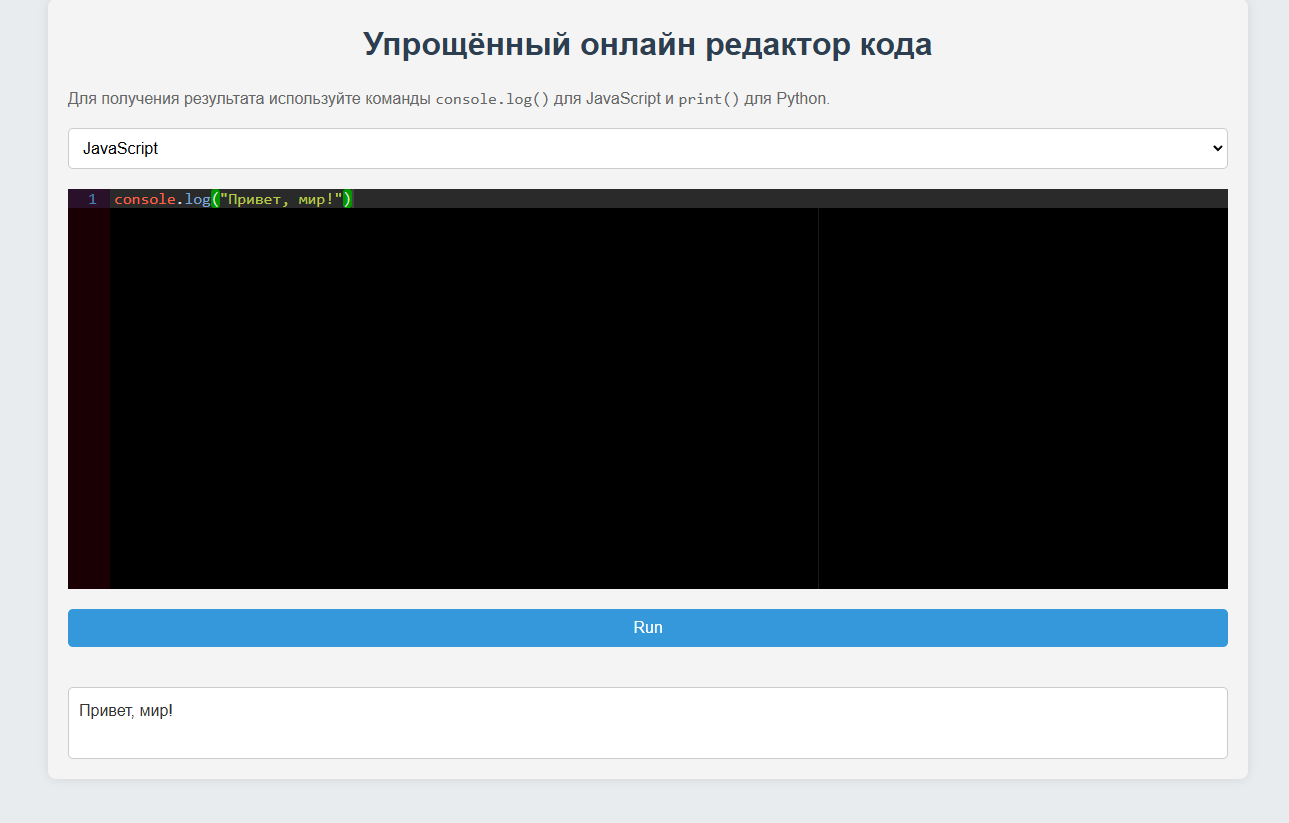 Упрощённый онлайн редактор кода
Для получения результата используйте команды console.log() для JavaScript и print() для Python.
JavaScript
1 console.log("Привет, мир!")
Run
Привет, мир!